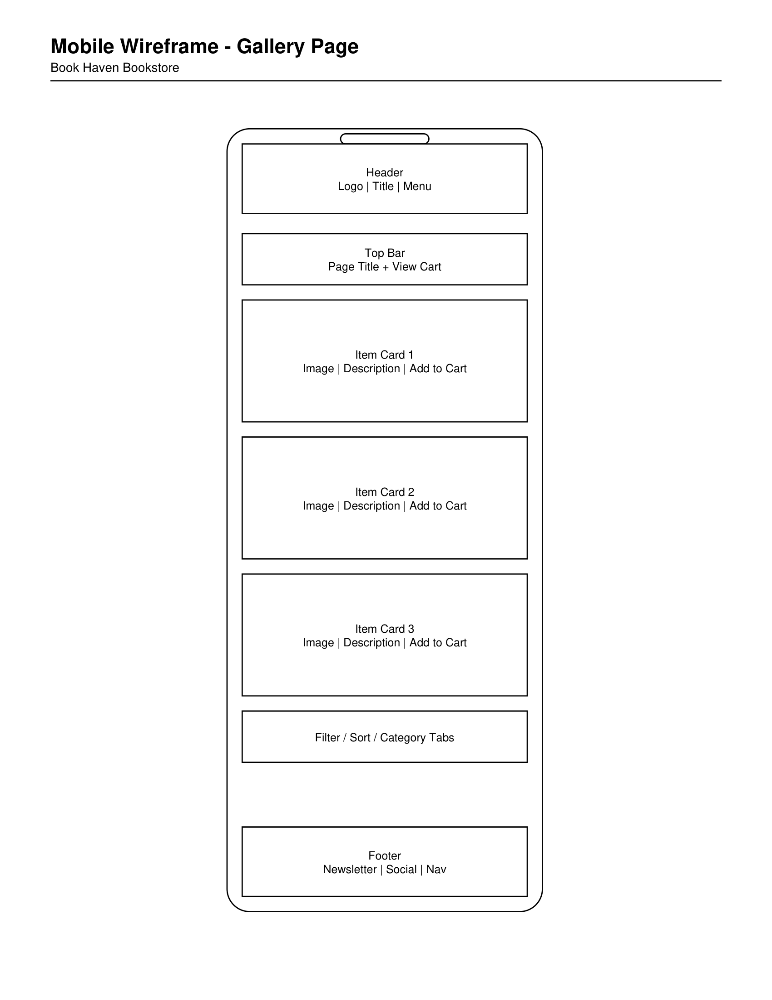 Mobile Wireframe - Gallery Page
Book Haven Bookstore
Header
Logo | Title | Menu
Top Bar
Page Title + View Cart
Item Card 1
Image | Description | Add to Cart
Item Card 2
Image | Description | Add to Cart
Item Card 3
Image | Description | Add to Cart
Filter / Sort / Category Tabs
Footer
Newsletter | Social | Nav